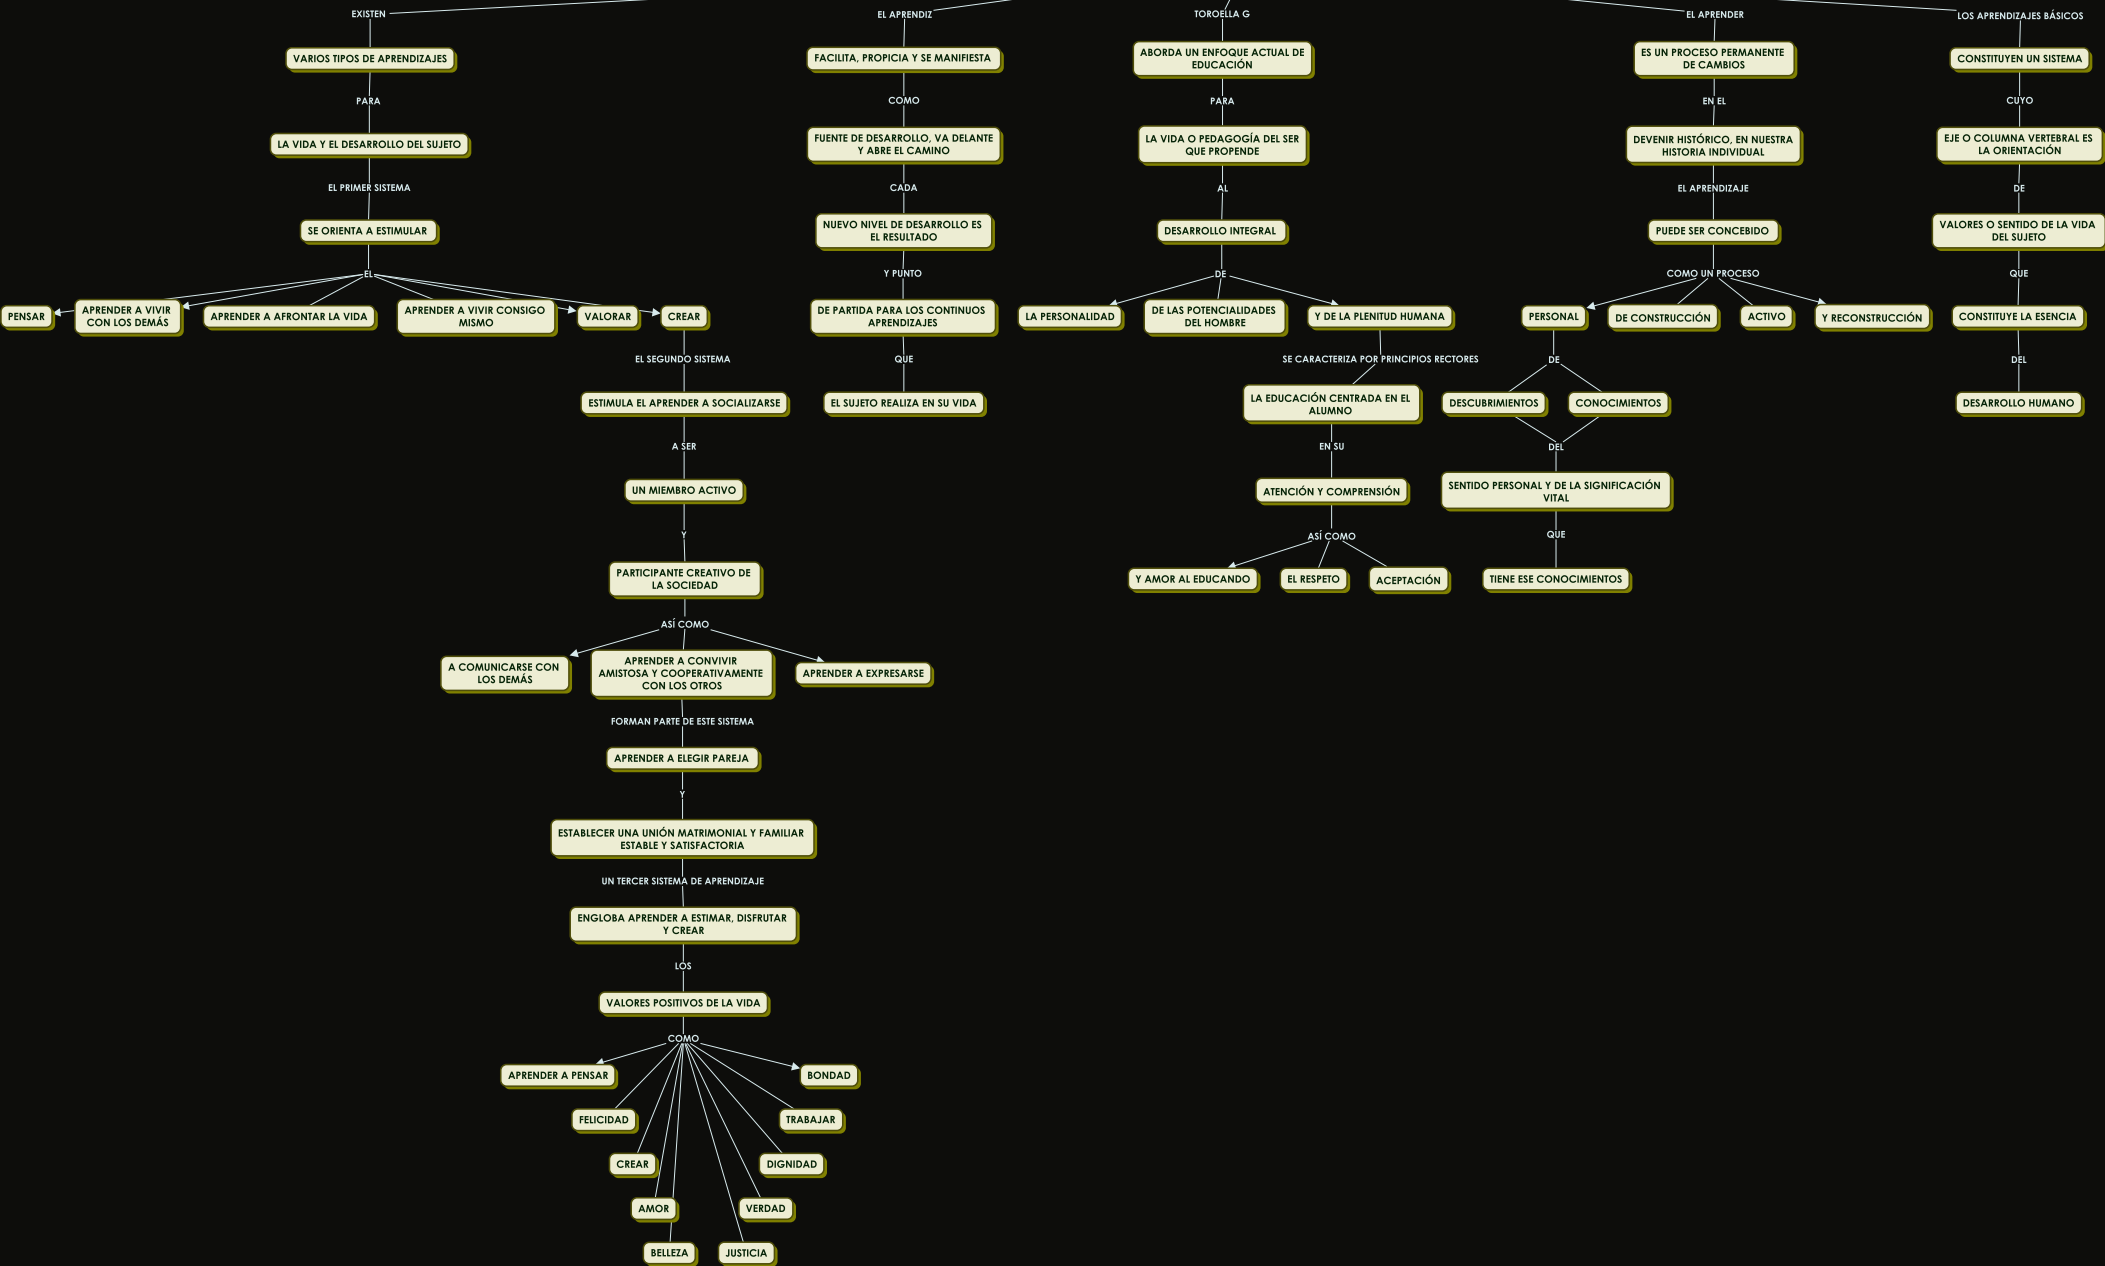 EXISTEN
VARIOS TIPOS DE APRENDIZAJES
PARA
LA VIDA Y EL DESARROLLO DEL SUJETO
EL PRIMER SISTEMA
SE ORIENTA A ESTIMULAR
EL
PENSAR
APRENDER A VIVIR
CON LOS DEMÁS
APRENDER A AFRONTAR LA VIDA
APRENDER A VIVIR CONSIGO
MISMO
VALORAR
CREAR
EL SEGUNDO SISTEMA
ESTIMULA EL APRENDER A SOCIALIZARSE
A SER
UN MIEMBRO ACTIVO
Y
PARTICIPANTE CREATIVO DE
LA SOCIEDAD
ASÍ COMO
A COMUNICARSE CON
LOS DEMÁS
APRENDER A CONVIVIR
AMISTOSA Y COOPERATIVAMENTE
CON LOS OTROS
APRENDER A EXPRESARSE
FORMAN PARTE DE ESTE SISTEMA
APRENDER A ELEGIR PAREJA
Y
ESTABLECER UNA UNIÓN MATRIMONIAL Y FAMILIAR
ESTABLE Y SATISFACTORIA
UN TERCER SISTEMA DE APRENDIZAJE
ENGLOBA APRENDER A ESTIMAR, DISFRUTAR
Y CREAR
LOS
VALORES POSITIVOS DE LA VIDA
COMO
APRENDER A PENSAR
BONDAD
FELICIDAD
TRABAJAR
CREAR
DIGNIDAD
AMOR
VERDAD
BELLEZA
JUSTICIA
EL APRENDIZ
FACILITA, PROPICIA Y SE MANIFIESTA
COMO
FUENTE DE DESARROLLO, VA DELANTE
Y ABRE EL CAMINO
CADA
NUEVO NIVEL DE DESARROLLO ES
EL RESULTADO
Y PUNTO
DE PARTIDA PARA LOS CONTINUOS
APRENDIZAJES
QUE
EL SUJETO REALIZA EN SU VIDA
TOROELLA G
ABORDA UN ENFOQUE ACTUAL DE
EDUCACIÓN
PARA
LA VIDA O PEDAGOGÍA DEL SER
QUE PROPENDE
AL
DESARROLLO INTEGRAL
DE
LA PERSONALIDAD
DE LAS POTENCIALIDADES
DEL HOMBRE
Y DE LA PLENITUD HUMANA
SE CARACTERIZA POR PRINCIPIOS RECTORES
LA EDUCACIÓN CENTRADA EN EL
ALUMNO
EN SU
ATENCIÓN Y COMPRENSIÓN
ASÍ COMO
Y AMOR AL EDUCANDO
EL RESPETO
ACEPTACIÓN
EL APRENDER
ES UN PROCESO PERMANENTE
DE CAMBIOS
EN EL
DEVENIR HISTÓRICO, EN NUESTRA
HISTORIA INDIVIDUAL
EL APRENDIZAJE
PUEDE SER CONCEBIDO
COMO UN PROCESO
PERSONAL
DE CONSTRUCCIÓN
ACTIVO
Y RECONSTRUCCIÓN
DE
DESCUBRIMIENTOS
CONOCIMIENTOS
DEL
SENTIDO PERSONAL Y DE LA SIGNIFICACIÓN
VITAL
QUE
TIENE ESE CONOCIMIENTOS
LOS APRENDIZAJES BÁSICOS
CONSTITUYEN UN SISTEMA
CUYO
EJE O COLUMNA VERTEBRAL ES
LA ORIENTACIÓN
DE
VALORES O SENTIDO DE LA VIDA
DEL SUJETO
QUE
CONSTITUYE LA ESENCIA
DEL
DESARROLLO HUMANO